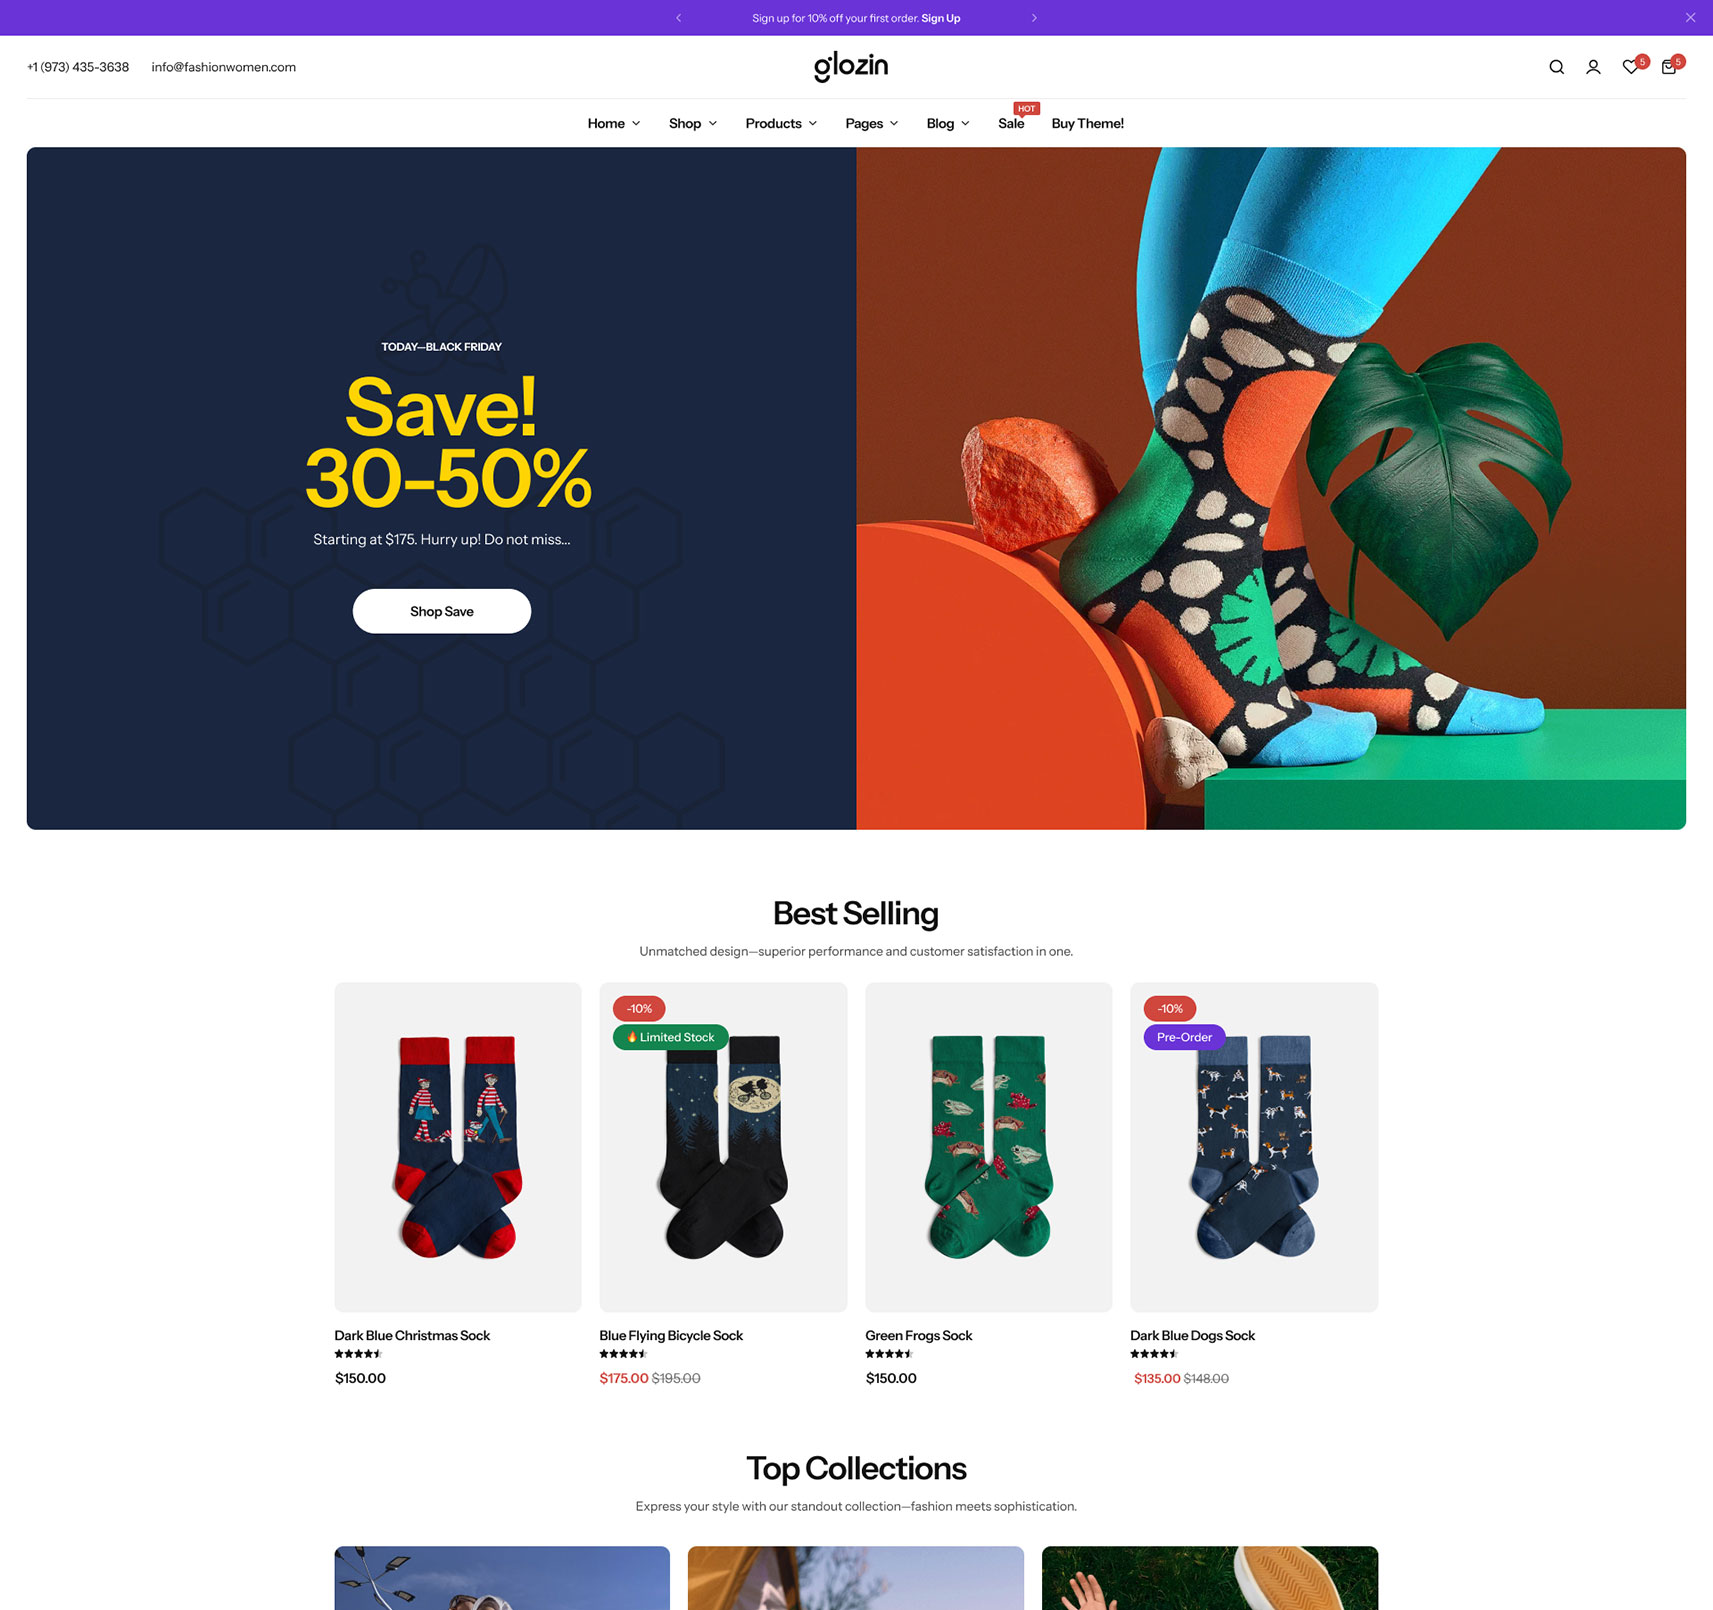 Sign up for 10% off your first order. Sign Up
+1 (973) 435-3638
info@fashionwomen.com
glozin
5
5
HOT
Home
Shop
Products
Pages
Blog
Sale
Buy Theme!
TODAY—BLACK FRIDAY
Save!
30-50%
Starting at $175. Hurry up! Do not miss...
Shop Save
Best Selling
Unmatched design—superior performance and customer satisfaction in one.
-10%
🔥 Limited Stock
-10%
Pre-Order
Dark Blue Christmas Sock
$150.00
Blue Flying Bicycle Sock
$175.00 $195.00
Green Frogs Sock
$150.00
Dark Blue Dogs Sock
$135.00 $148.00
Top Collections
Express your style with our standout collection—fashion meets sophistication.